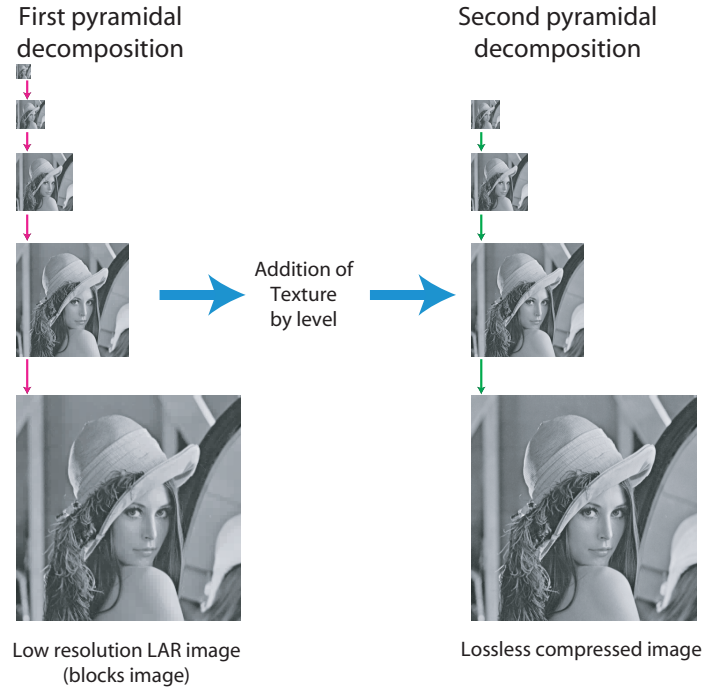 First pyramidal
decomposition
Second pyramidal
decomposition
Addition of
Texture
by level
Low resolution LAR image
(blocks image)
Lossless compressed image